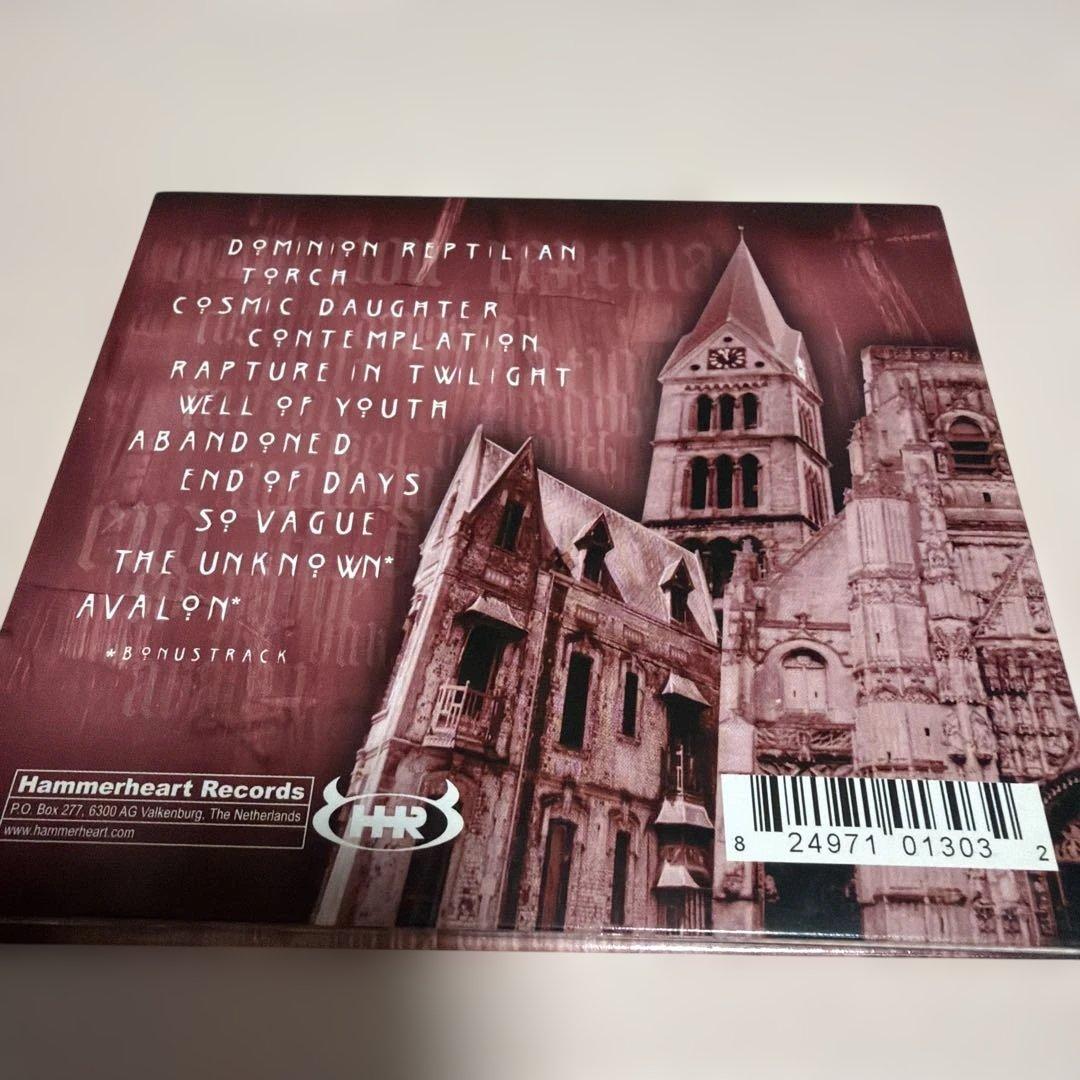 DOMINION REPTILIAN
TORCH
COSMIC DAUGHTER
CONTEMPLATION
RAPTURE IN TWILIGHT
WELL OF YOUTH
ABANDONED
END OF DAYS
SO VAGUE
THE UNKNOWN*
AVALON*
*BONUSTRACK
Hammerheart Records
P.O. Box 277, 6300 AG Valkenburg, The Netherlands
www.hammerheart.com
HHR
8 24971 01303 2